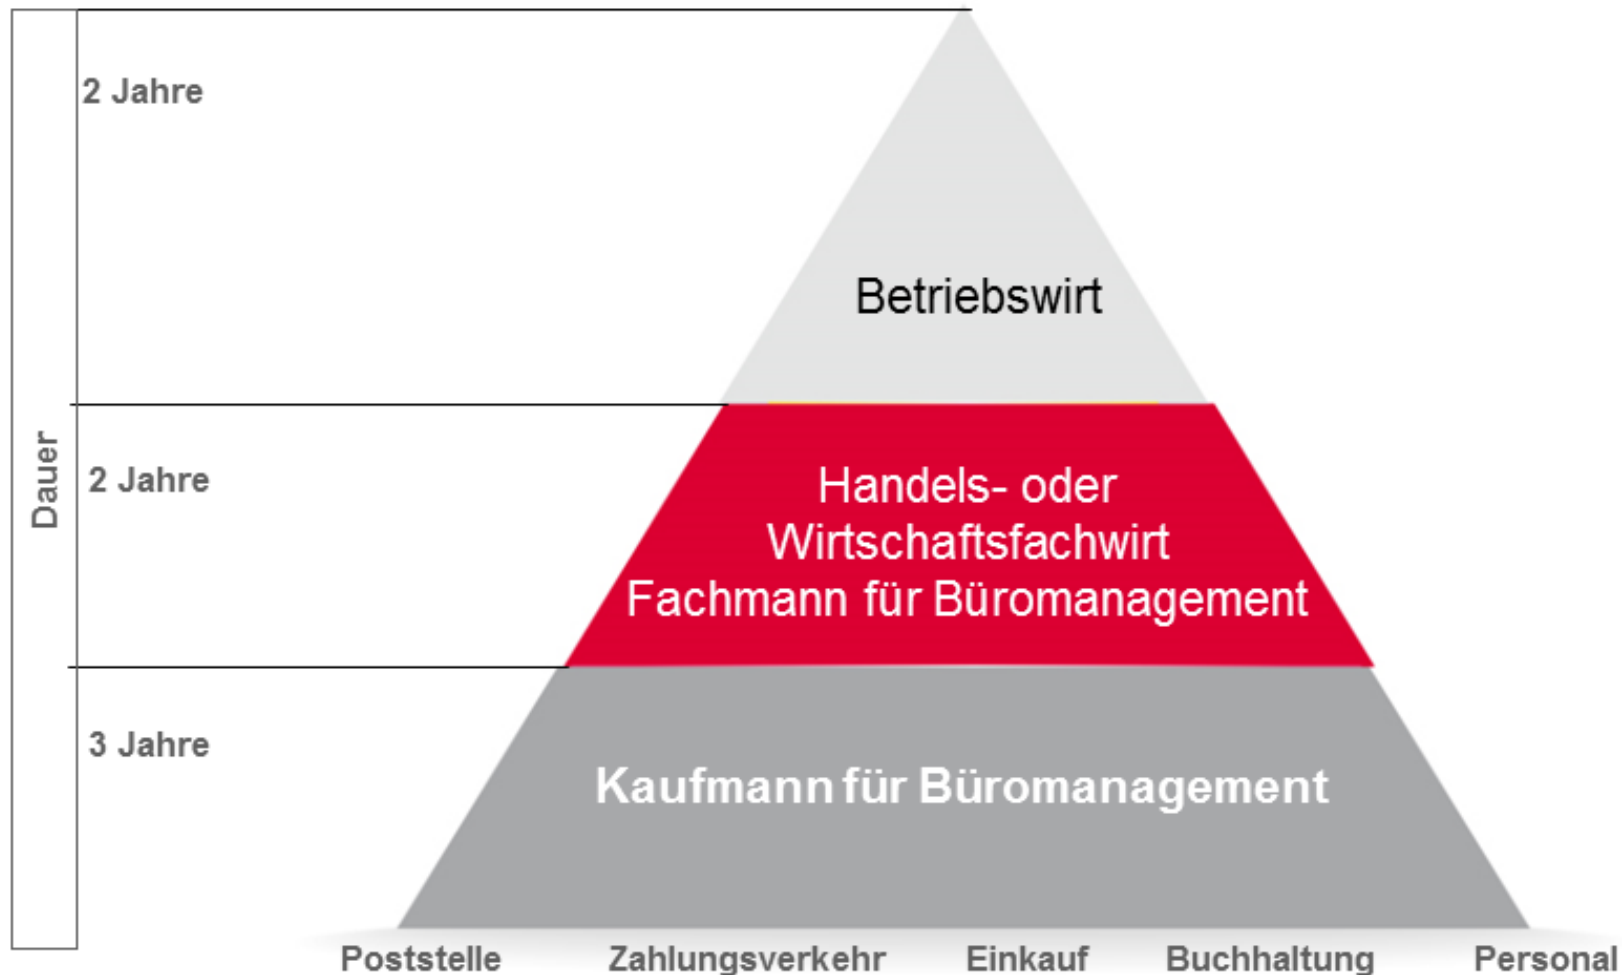 2 Jahre
Betriebswirt
Dauer
2 Jahre
Handels- oder
Wirtschaftsfachwirt
Fachmann für Büromanagement
3 Jahre
Kaufmann für Büromanagement
Poststelle Zahlungsverkehr Einkauf Buchhaltung Personal